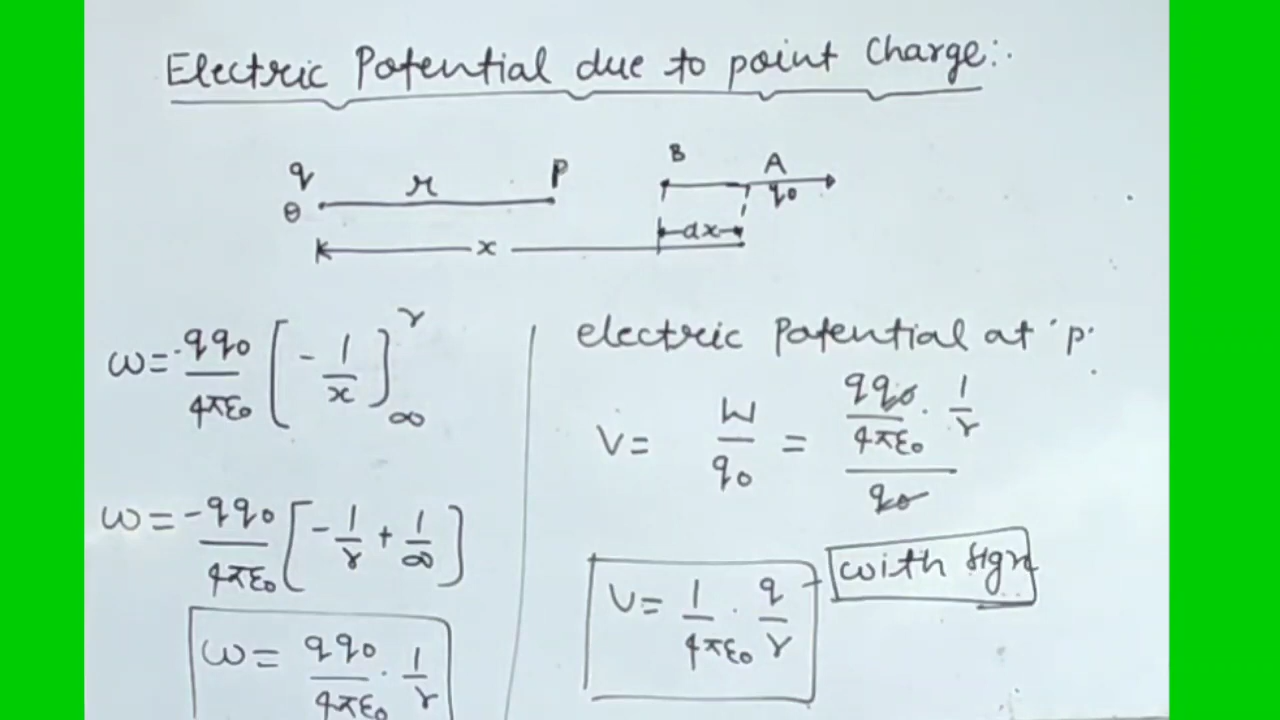 Electric Potential due to point Charge:.
q r P B A
θ q₀
x dx
ω = -qq₀/4πε₀ [-1/x]^r_∞
ω = -qq₀/4πε₀ [-1/r + 1/∞]
ω = qq₀/4πε₀ · 1/r
electric Potential at 'p'.
V = W/q₀ = (qq₀/4πε₀ · 1/r)/q₀
V = 1/4πε₀ · q/r
with sign